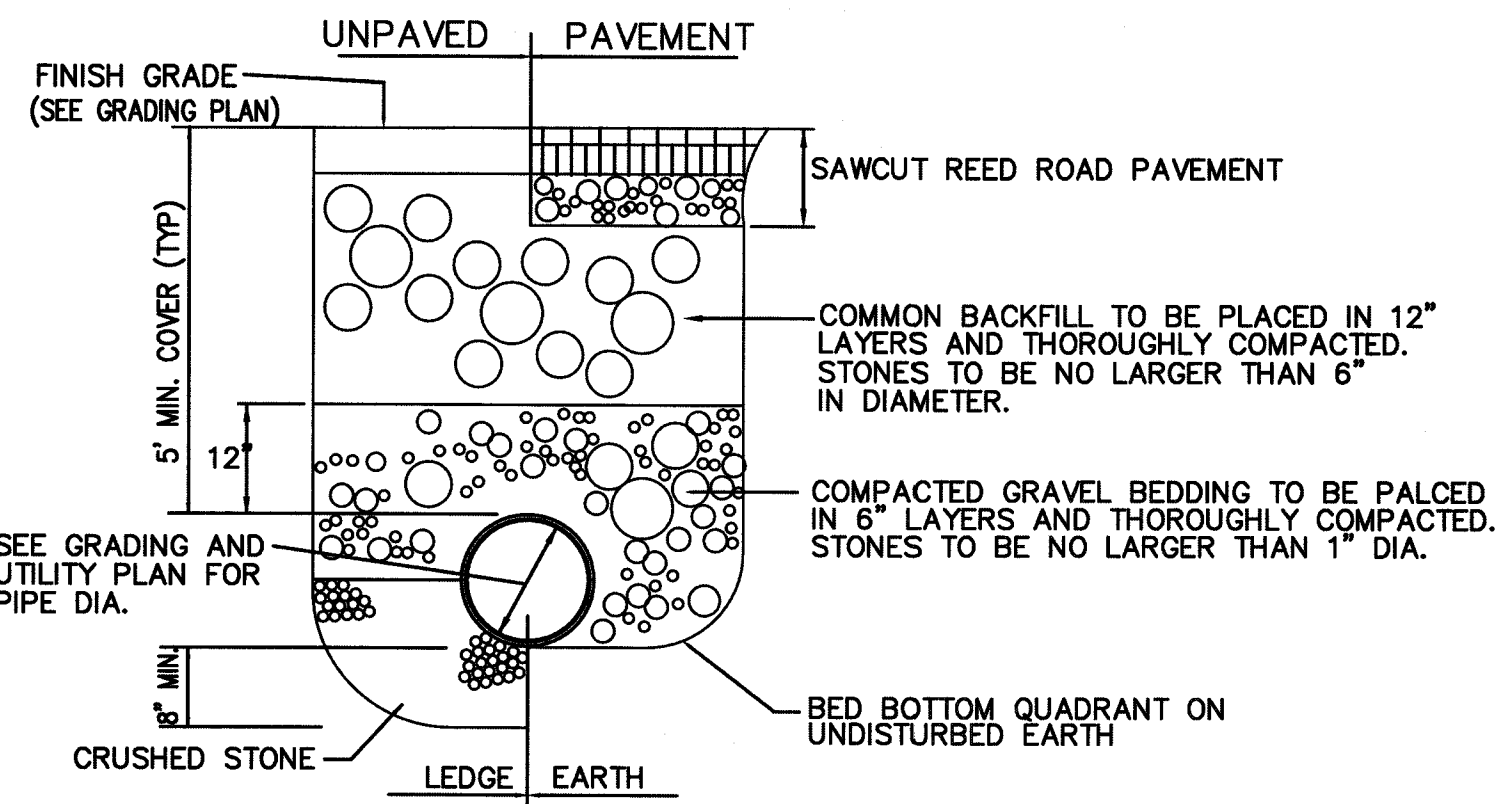 UNPAVED PAVEMENT
FINISH GRADE
(SEE GRADING PLAN)
SAWCUT REED ROAD PAVEMENT
5' MIN. COVER (TYP)
12"
COMMON BACKFILL TO BE PLACED IN 12"
LAYERS AND THOROUGHLY COMPACTED.
STONES TO BE NO LARGER THAN 6"
IN DIAMETER.
COMPACTED GRAVEL BEDDING TO BE PALCED
IN 6" LAYERS AND THOROUGHLY COMPACTED.
STONES TO BE NO LARGER THAN 1" DIA.
SEE GRADING AND
UTILITY PLAN FOR
PIPE DIA.
8" MIN.
BED BOTTOM QUADRANT ON
UNDISTURBED EARTH
CRUSHED STONE
LEDGE EARTH